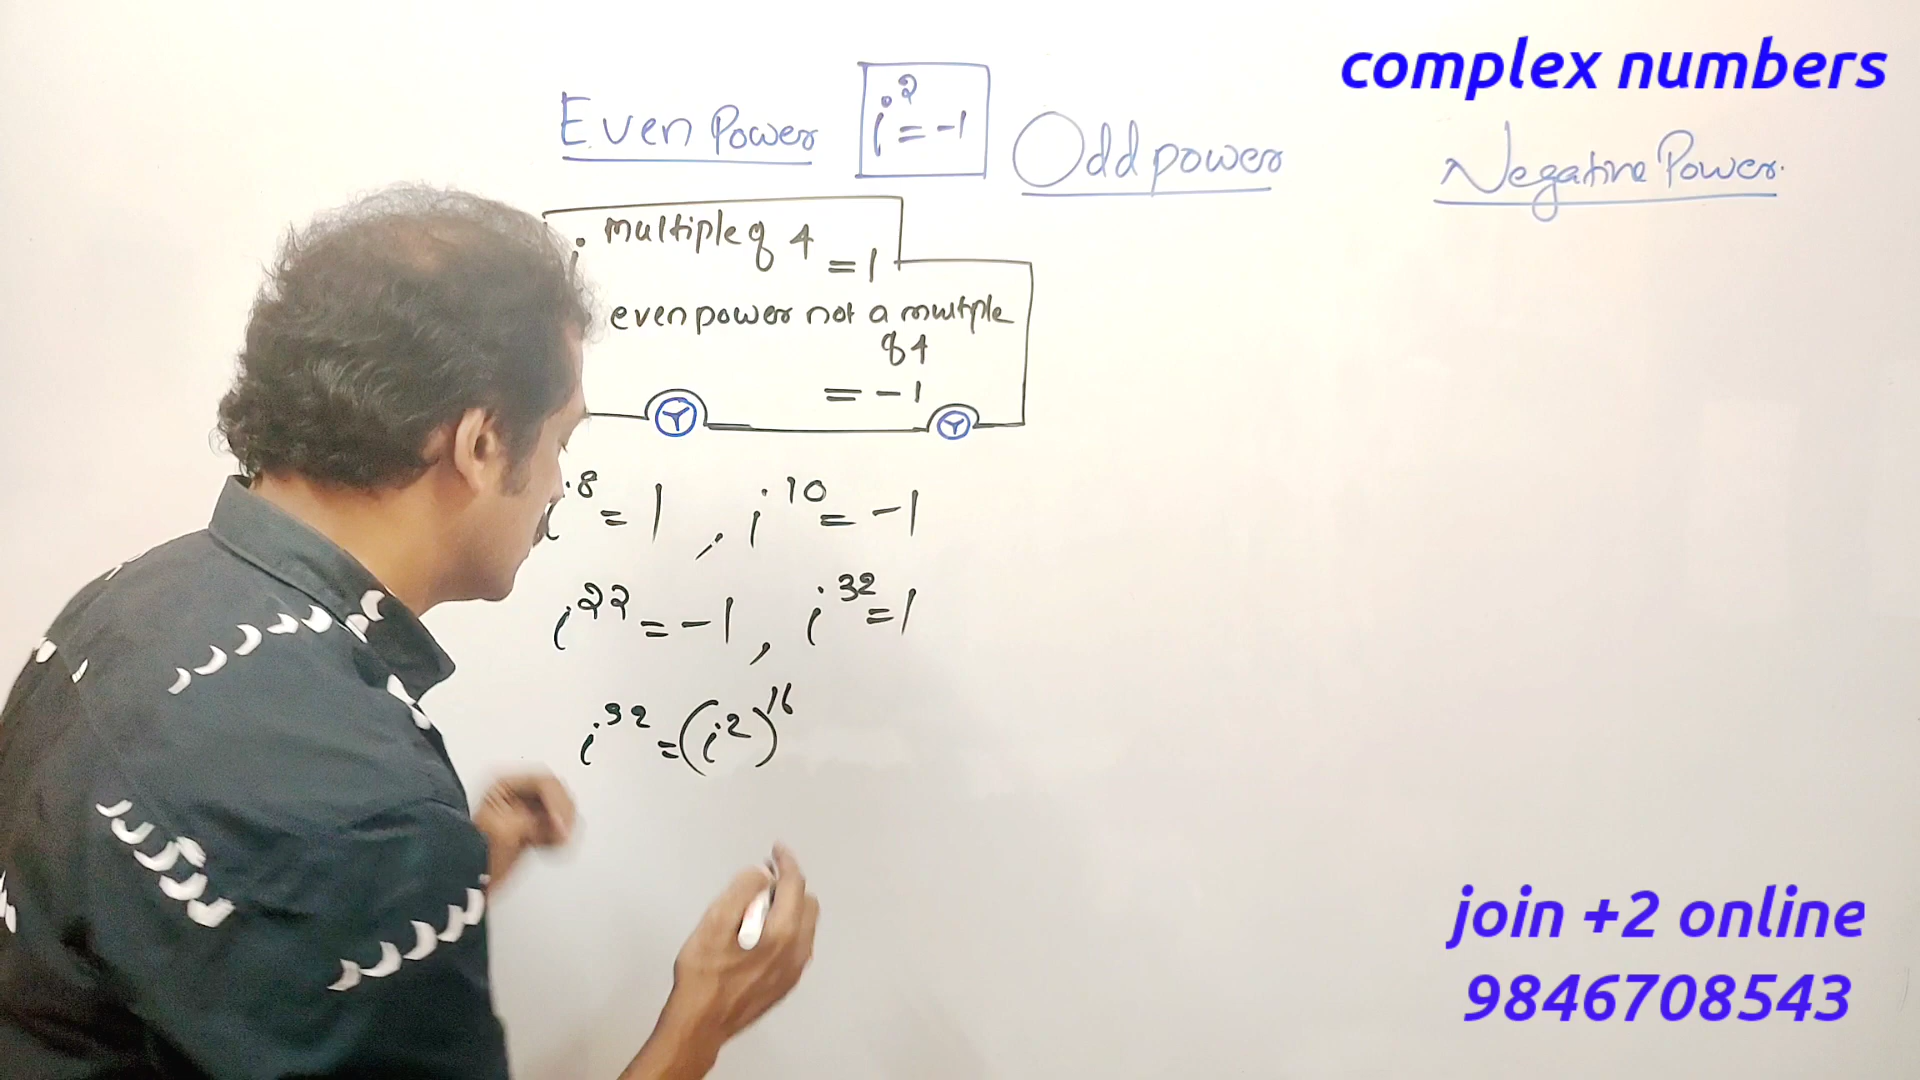 complex numbers
Even Power
i² = -1
Odd power
Negative Power.
i multiple of 4 = 1
even power not a multiple
of 4
= -1
i⁸ = 1 , i¹⁰ = -1
i²² = -1 , i³² = 1
i³² = (i²)¹⁶
join +2 online
9846708543